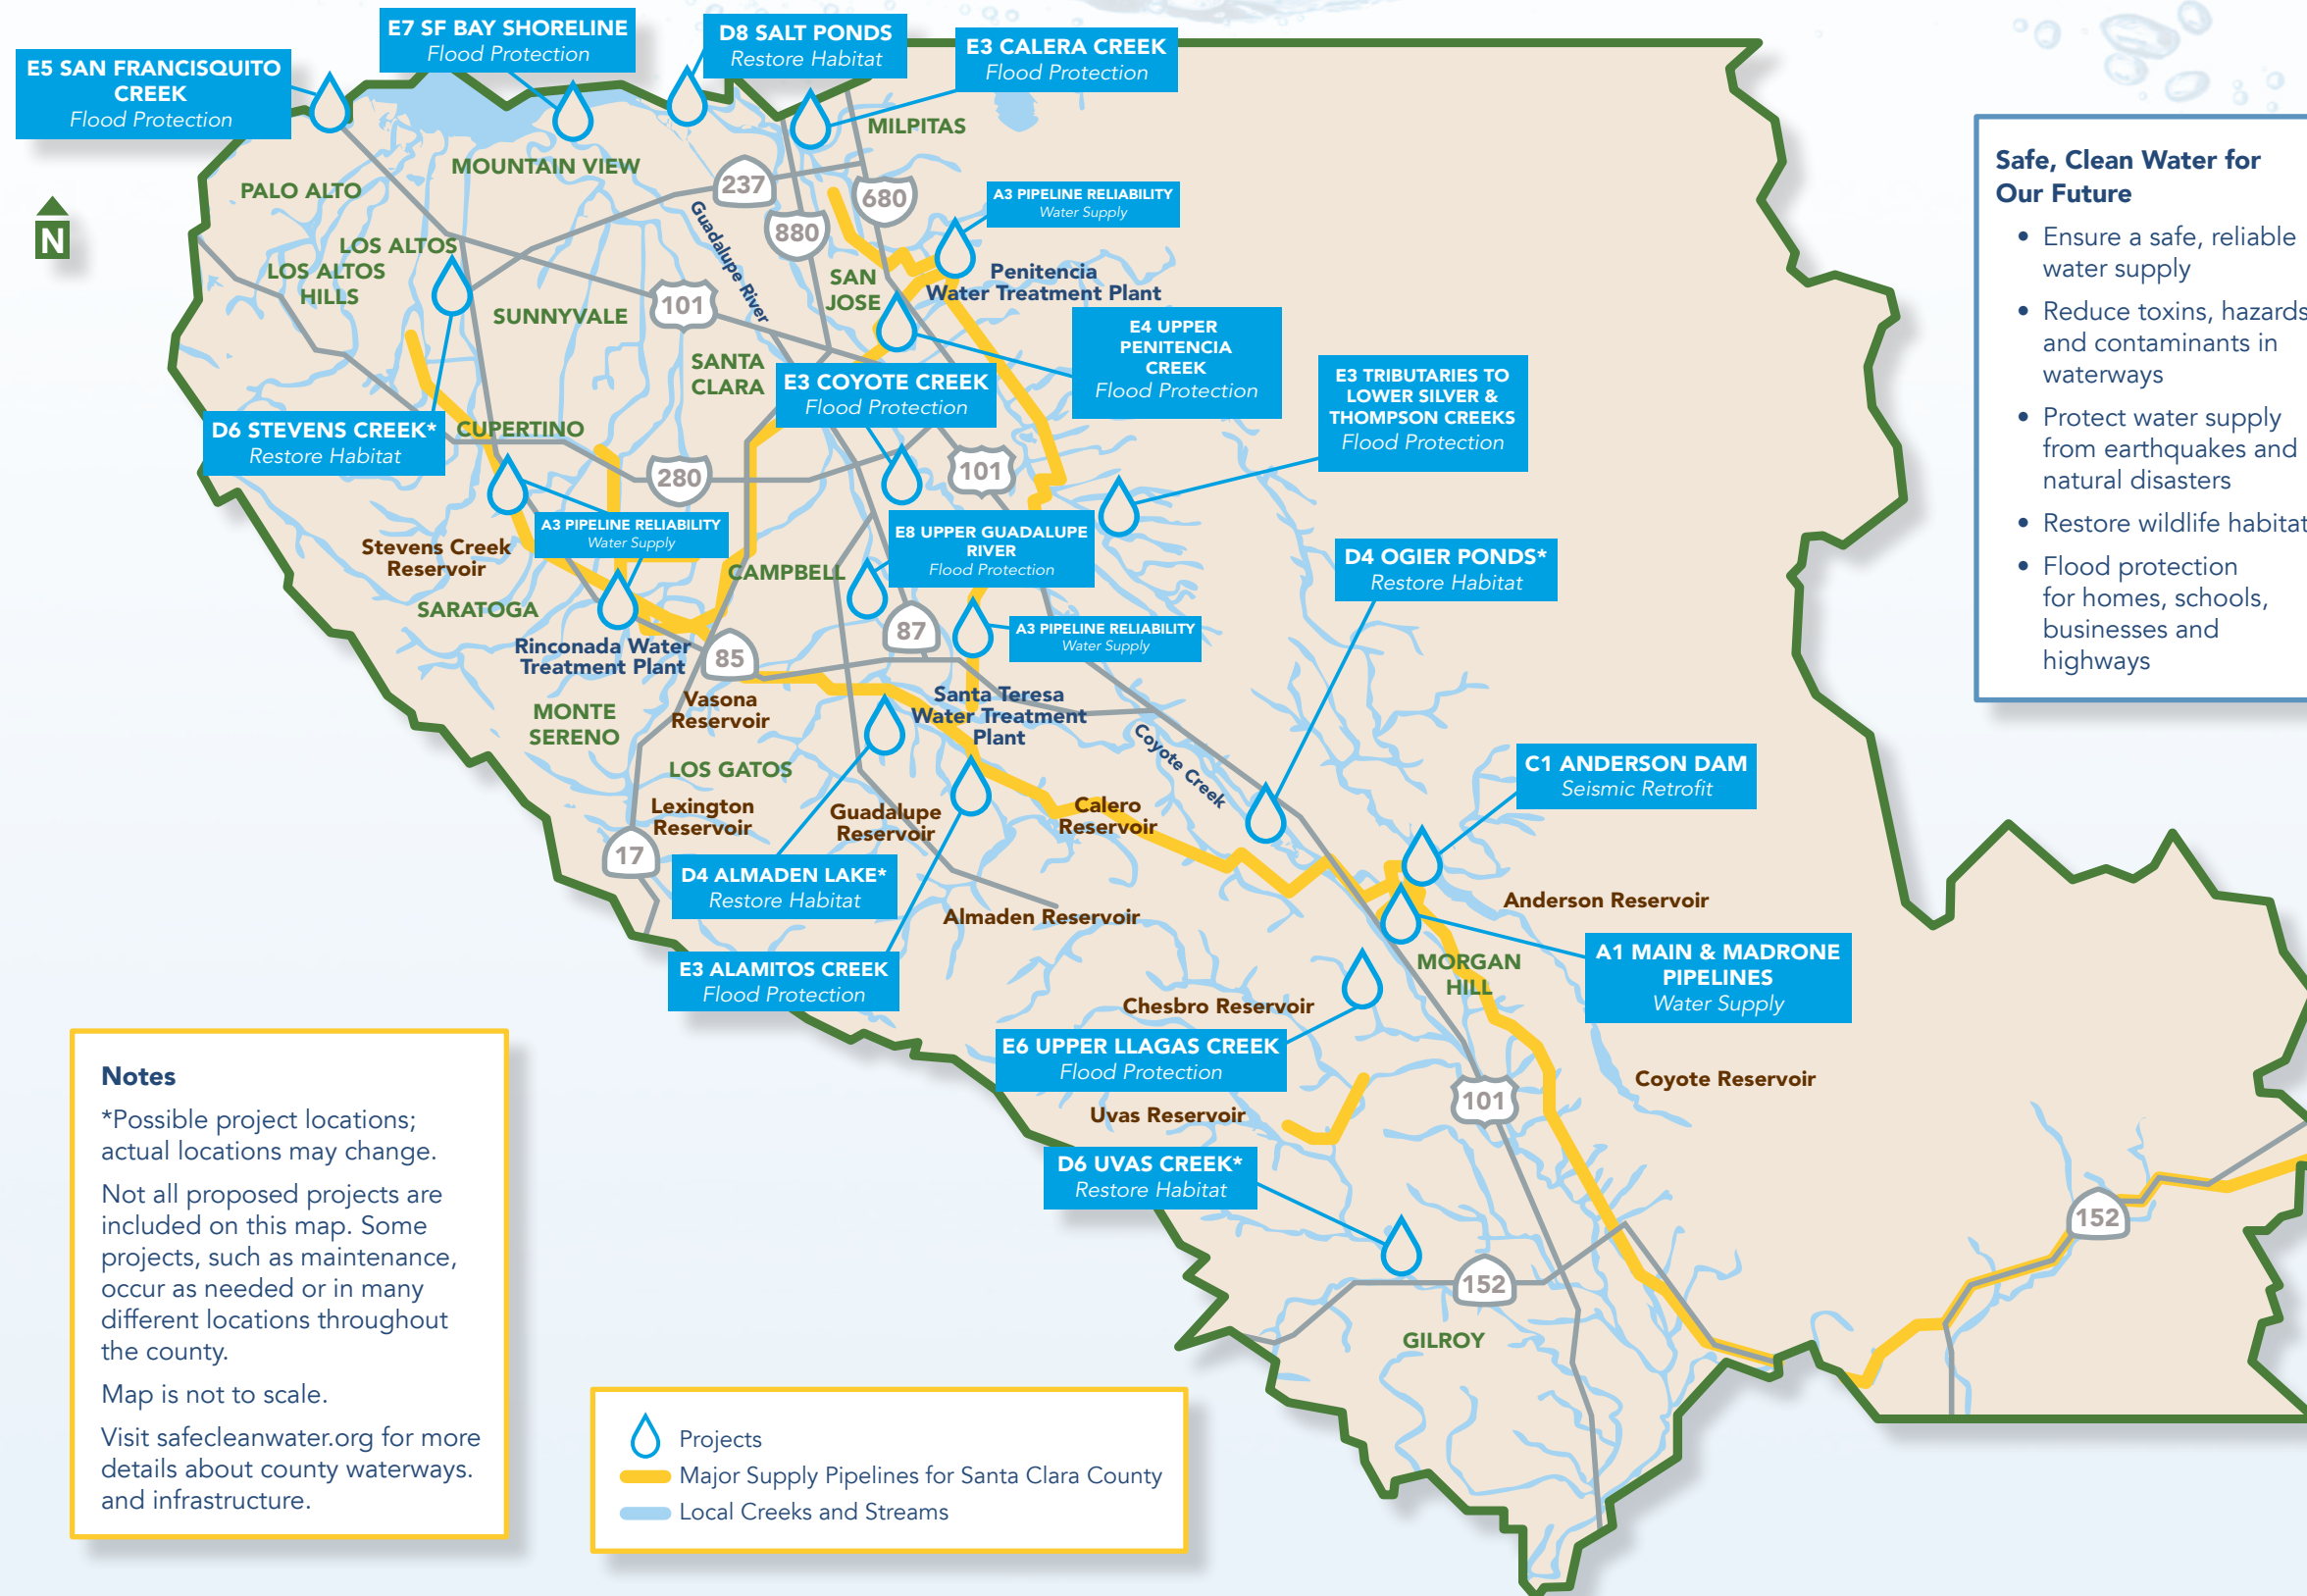 E7 SF BAY SHORELINE
Flood Protection
D8 SALT PONDS
Restore Habitat
E3 CALERA CREEK
Flood Protection
E5 SAN FRANCISQUITO
CREEK
Flood Protection
MILPITAS
MOUNTAIN VIEW
PALO ALTO
237
680
880
A3 PIPELINE RELIABILITY
Water Supply
N
LOS ALTOS
LOS ALTOS
HILLS
Guadalupe River
SAN
JOSE
Penitencia
Water Treatment Plant
SUNNYVALE
101
E4 UPPER
PENITENCIA
CREEK
Flood Protection
SANTA
CLARA
E3 COYOTE CREEK
Flood Protection
E3 TRIBUTARIES TO
LOWER SILVER &
THOMPSON CREEKS
Flood Protection
D6 STEVENS CREEK*
Restore Habitat
CUPERTINO
280
101
A3 PIPELINE RELIABILITY
Water Supply
E8 UPPER GUADALUPE
RIVER
Flood Protection
Stevens Creek
Reservoir
CAMPBELL
D4 OGIER PONDS*
Restore Habitat
SARATOGA
87
A3 PIPELINE RELIABILITY
Water Supply
Rinconada Water
Treatment Plant
85
Vasona
Reservoir
Santa Teresa
Water Treatment
Plant
MONTE
SERENO
Coyote Creek
LOS GATOS
C1 ANDERSON DAM
Seismic Retrofit
Lexington
Reservoir
Guadalupe
Reservoir
Calero
Reservoir
17
D4 ALMADEN LAKE*
Restore Habitat
Almaden Reservoir
Anderson Reservoir
E3 ALAMITOS CREEK
Flood Protection
A1 MAIN & MADRONE
PIPELINES
Water Supply
MORGAN
HILL
Chesbro Reservoir
E6 UPPER LLAGAS CREEK
Flood Protection
101
Coyote Reservoir
Uvas Reservoir
D6 UVAS CREEK*
Restore Habitat
152
152
GILROY
Safe, Clean Water for
Our Future
• Ensure a safe, reliable
water supply
• Reduce toxins, hazards
and contaminants in
waterways
• Protect water supply
from earthquakes and
natural disasters
• Restore wildlife habitat
• Flood protection
for homes, schools,
businesses and
highways
Notes
*Possible project locations;
actual locations may change.
Not all proposed projects are
included on this map. Some
projects, such as maintenance,
occur as needed or in many
different locations throughout
the county.
Map is not to scale.
Visit safecleanwater.org for more
details about county waterways.
and infrastructure.
Projects
Major Supply Pipelines for Santa Clara County
Local Creeks and Streams